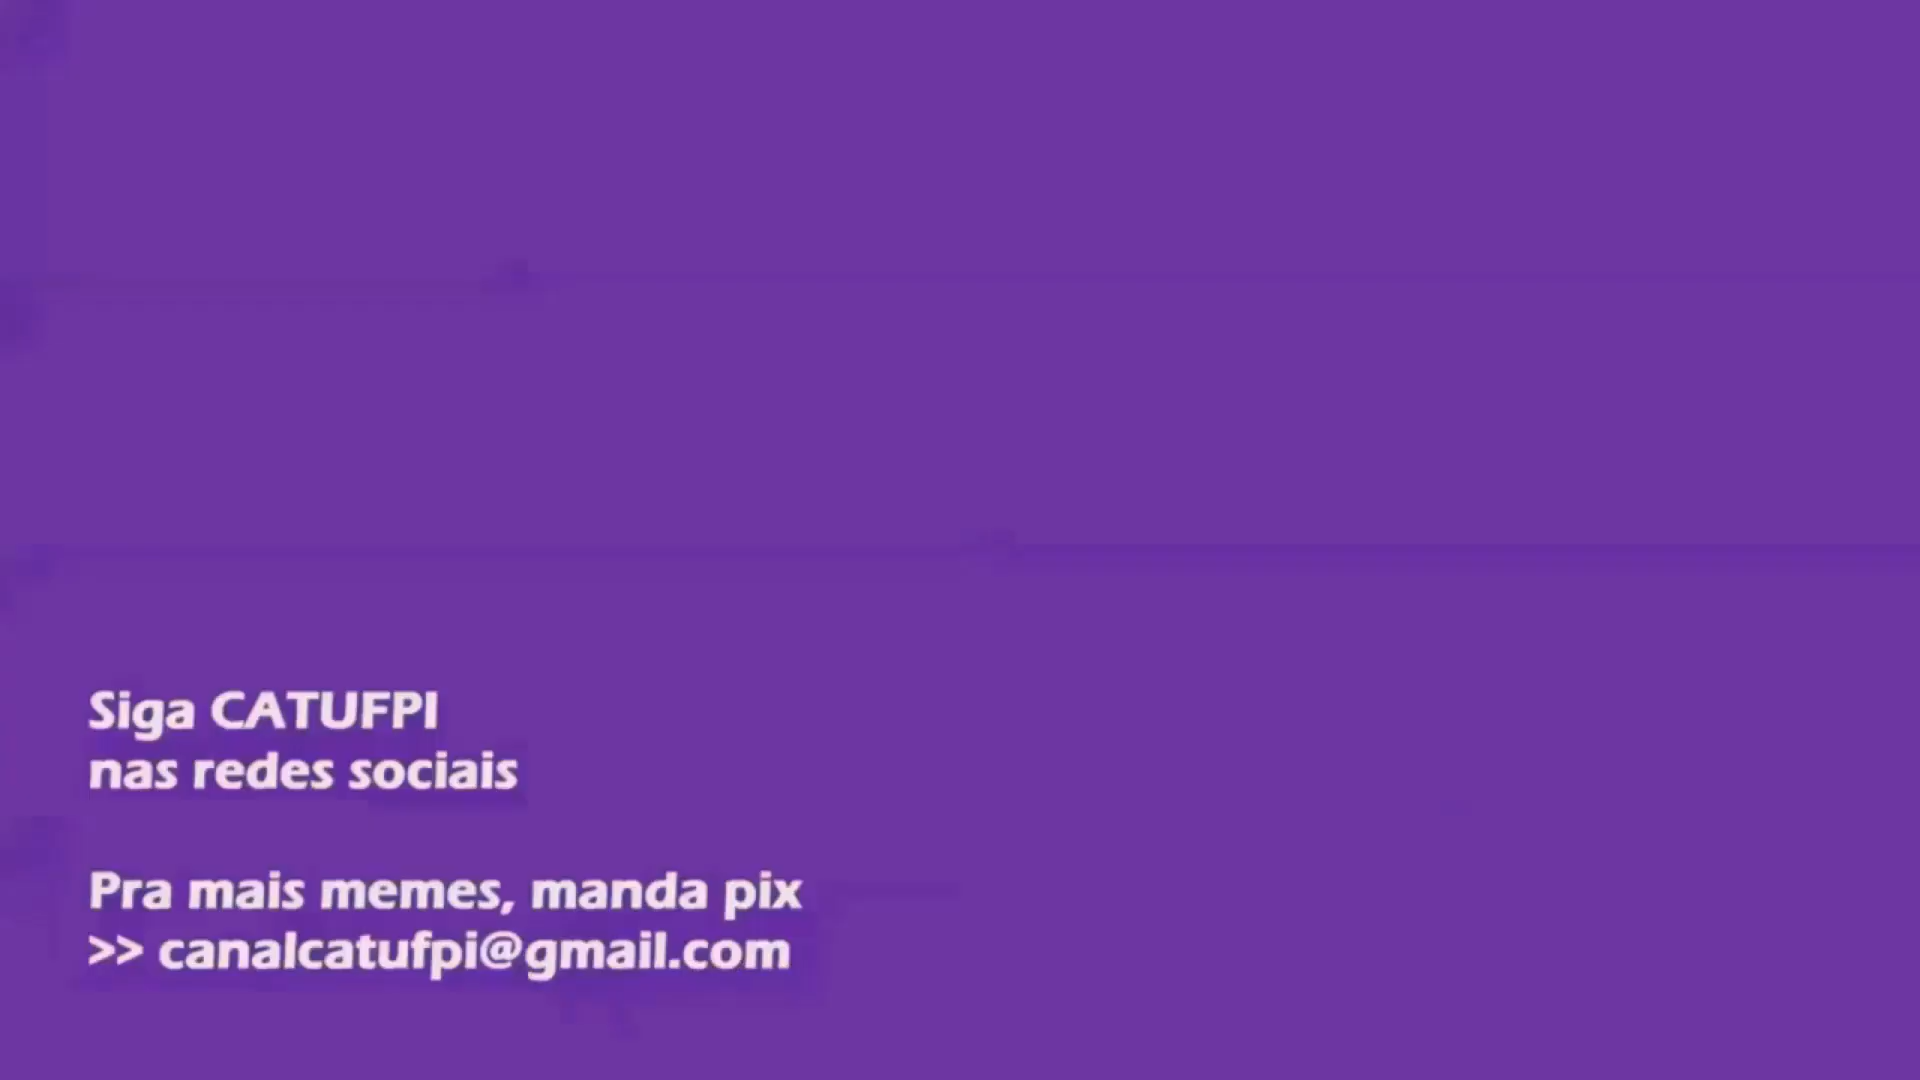 Siga CATUFPI
nas redes sociais
Pra mais memes, manda pix
>> canalcatufpi@gmail.com